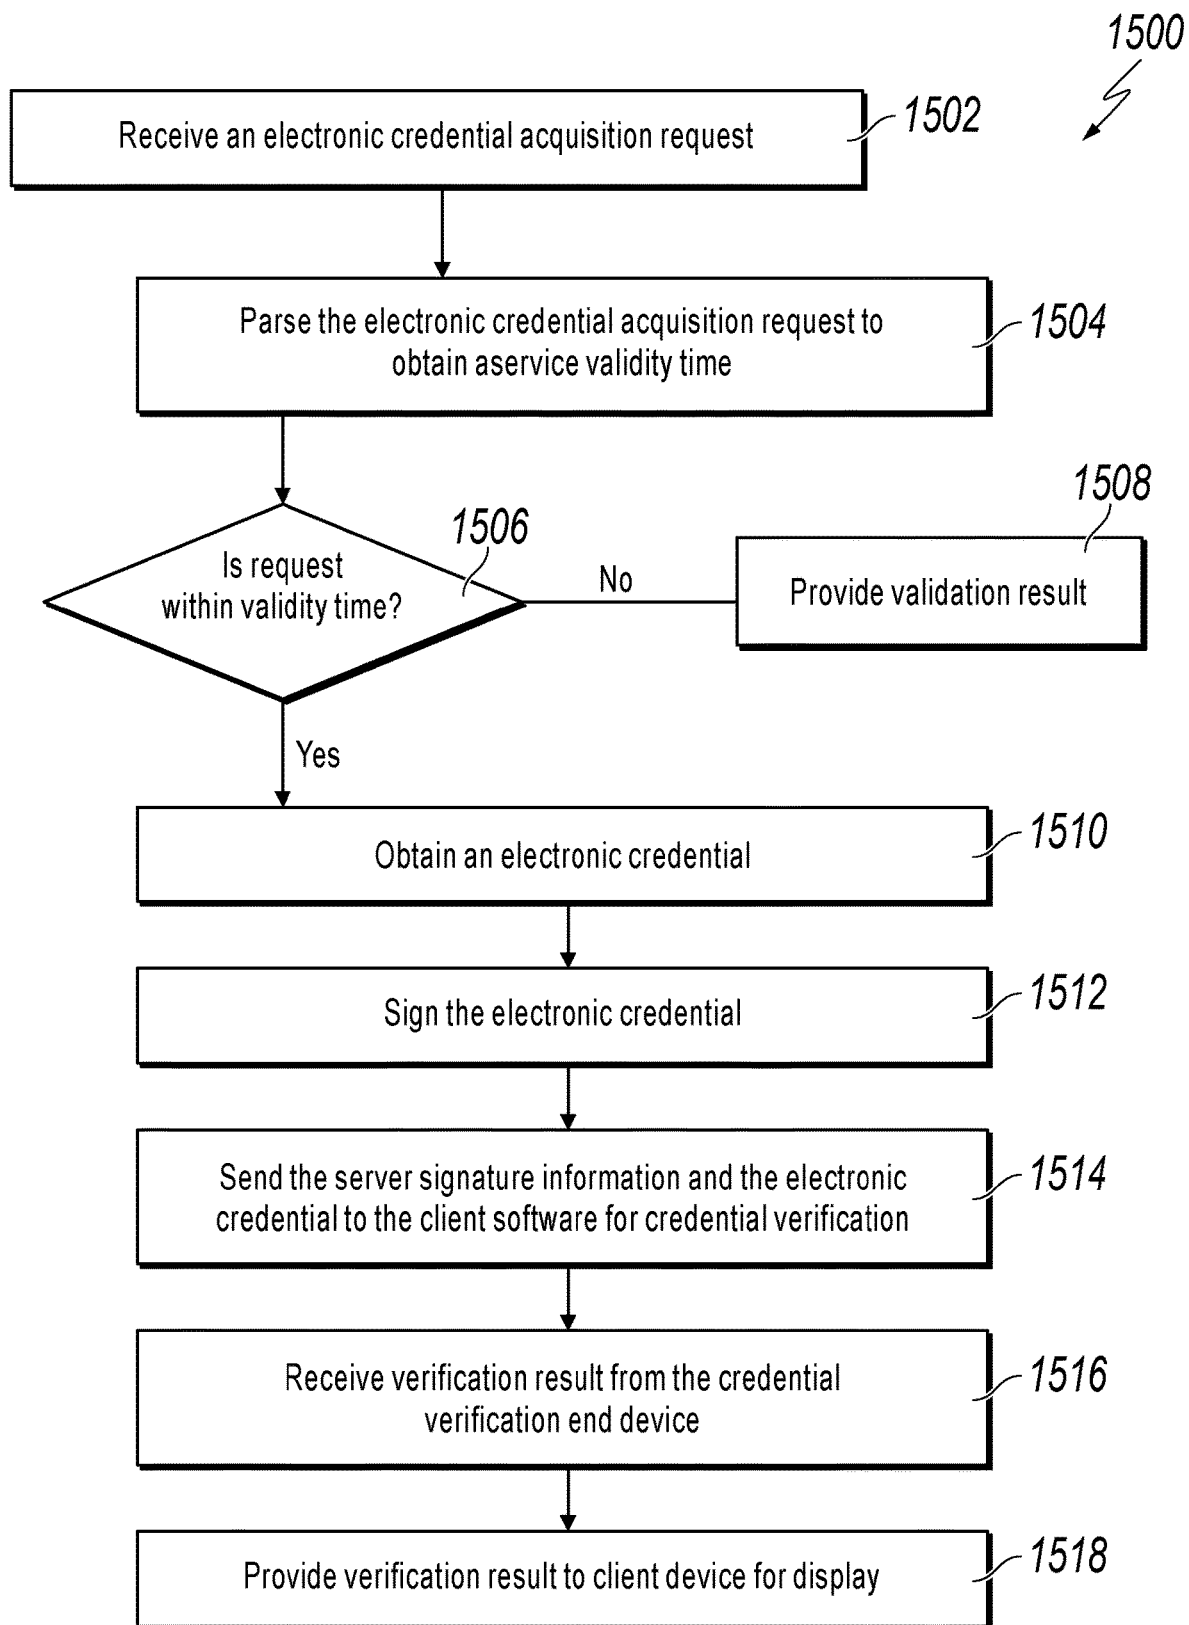 1500
Receive an electronic credential acquisition request
1502
Parse the electronic credential acquisition request to
obtain aservice validity time
1504
Is request
within validity time?
1506
No
1508
Provide validation result
Yes
Obtain an electronic credential
1510
Sign the electronic credential
1512
Send the server signature information and the electronic
credential to the client software for credential verification
1514
Receive verification result from the credential
verification end device
1516
Provide verification result to client device for display
1518